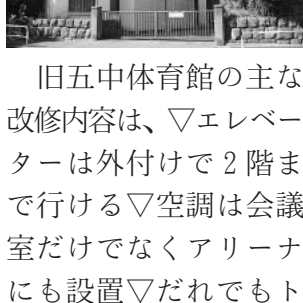 旧五中体育館の主な
改修内容は、▽エレベー
ターは外付けで２階ま
で行ける▽空調は会議
室だけでなくアリーナ
にも設置▽だれでもト